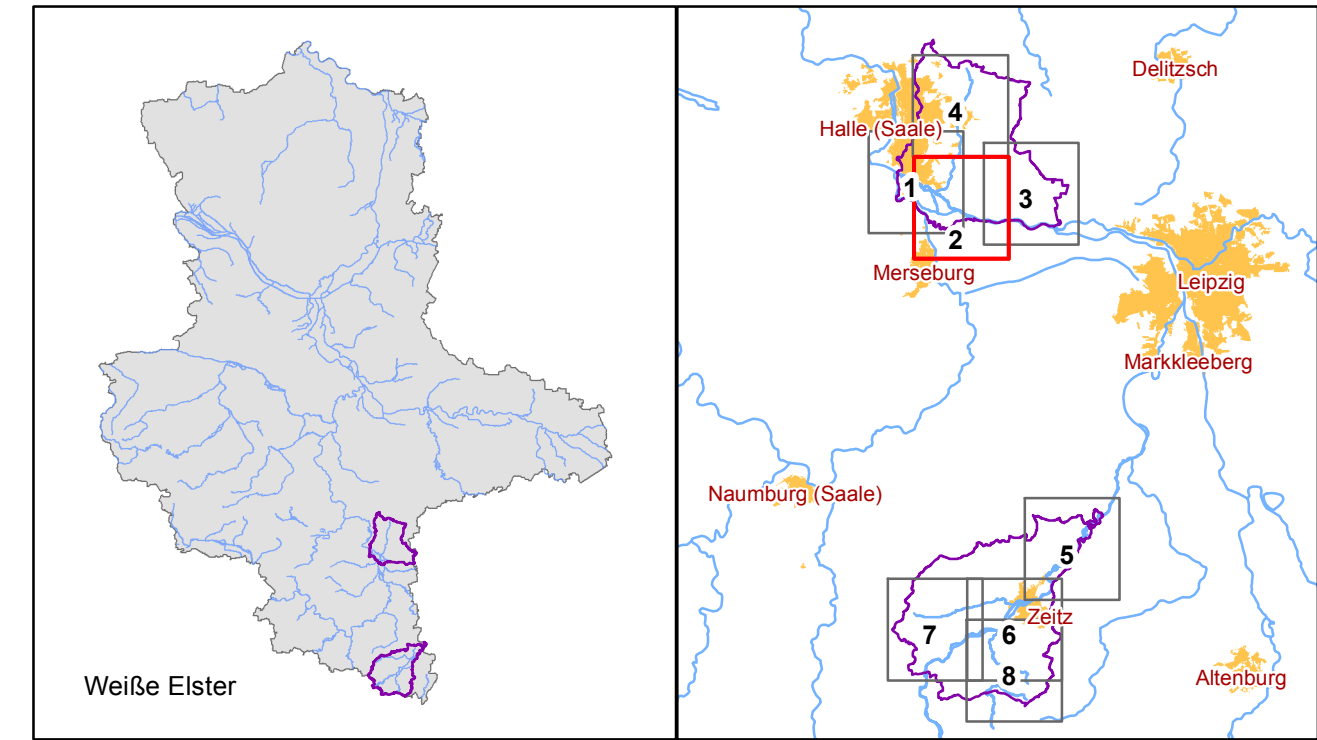 Weiße Elster
Delitzsch
4
Halle (Saale)
1
3
2
Merseburg
Leipzig
Markkleeberg
Naumburg (Saale)
5
Zeitz
7
6
8
Altenburg